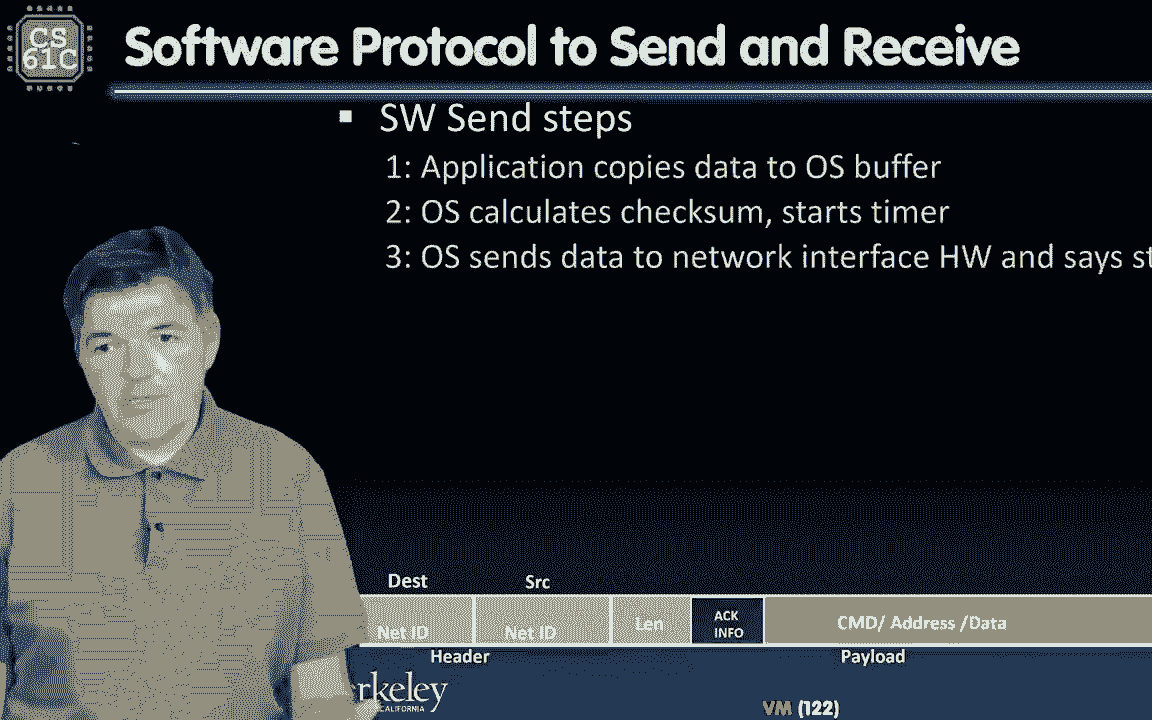 CS
61C
Software Protocol to Send and Receive
▪ SW Send steps
1: Application copies data to OS buffer
2: OS calculates checksum, starts timer
3: OS sends data to network interface HW and says st
Dest Src
Net ID Net ID Len ACK INFO CMD/ Address /Data
Header Payload
erkeley
CALIFORNIA
VM (122)